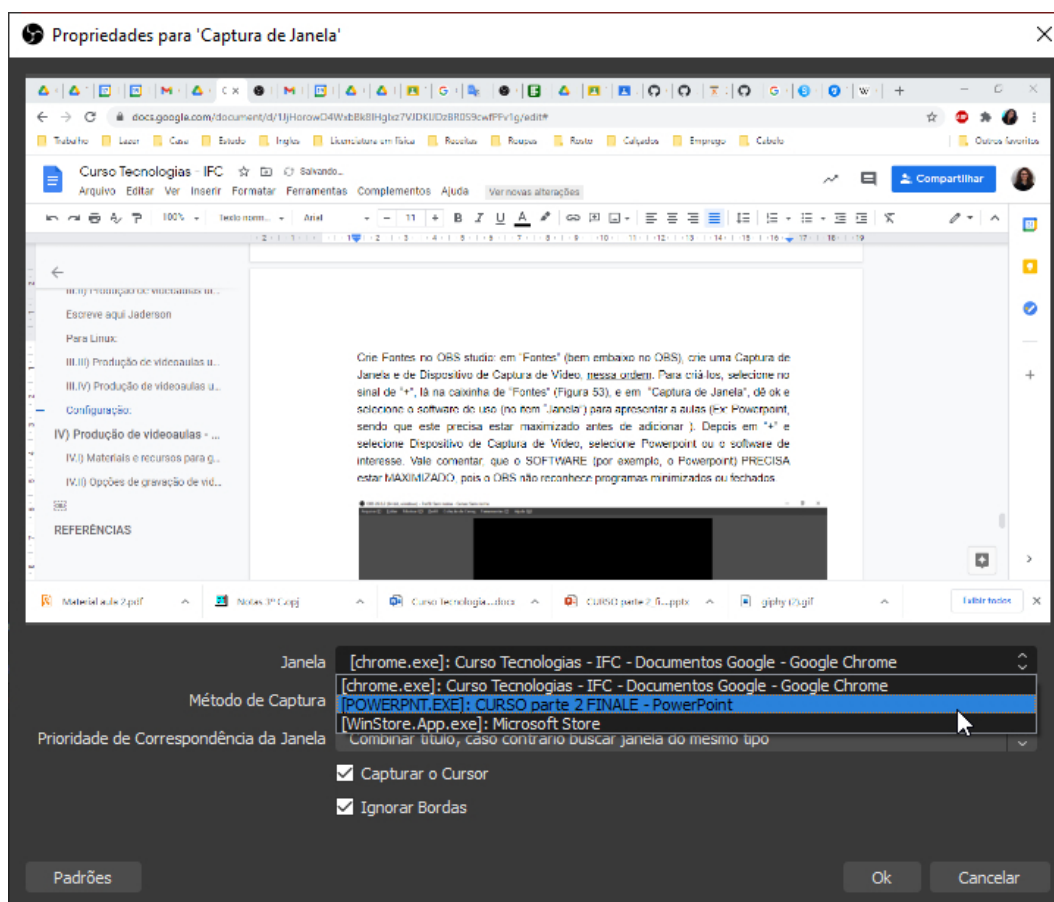 Propriedades para 'Captura de Janela'
docs.google.com/document/d/
Trabalho Lazer Casa Estudo Inglês Licenciatura em física Receitas Roupas Rosto Calçados Emprego Cabelo Outros favoritos
Curso Tecnologias - IFC Salvando...
Arquivo Editar Ver Inserir Formatar Ferramentas Complementos Ajuda Ver novas alterações
Compartilhar
100% Texto norm... Arial 11 B I U A
Escreve aqui Jaderson
Para Linux:
III.III) Produção de videoaulas u...
III.IV) Produção de videoaulas u...
Configuração:
IV) Produção de videoaulas - ...
IV.I) Materiais e recursos para g...
IV.II) Opções de gravação de vid...
REFERÊNCIAS
Crie Fontes no OBS studio: em "Fontes" (bem embaixo no OBS), crie uma Captura de
Janela e de Dispositivo de Captura de Vídeo, nessa ordem. Para criá-los, selecione no
sinal de "+", lá na caixinha de "Fontes" (Figura 53), e em "Captura de Janela", dê ok e
selecione o software de uso (no item "Janela") para apresentar a aulas (Ex: Powerpoint,
sendo que este precisa estar maximizado antes de adicionar ). Depois em "+" e
selecione Dispositivo de Captura de Vídeo, selecione Powerpoint ou o software de
interesse. Vale comentar, que o SOFTWARE (por exemplo, o Powerpoint) PRECISA
estar MAXIMIZADO, pois o OBS não reconhece programas minimizados ou fechados
Material aula 2.pdf Notas 3º C.opj Curso Tecnologia....docx CURSO parte 2_fi....pptx giphy (2).gif Exibir todos
Janela [chrome.exe]: Curso Tecnologias - IFC - Documentos Google - Google Chrome
[chrome.exe]: Curso Tecnologias - IFC - Documentos Google - Google Chrome
Método de Captura [POWERPNT.EXE]: CURSO parte 2 FINALE - PowerPoint
[WinStore.App.exe]: Microsoft Store
Prioridade de Correspondência da Janela Combinar título, caso contrário buscar janela do mesmo tipo
Capturar o Cursor
Ignorar Bordas
Padrões Ok Cancelar